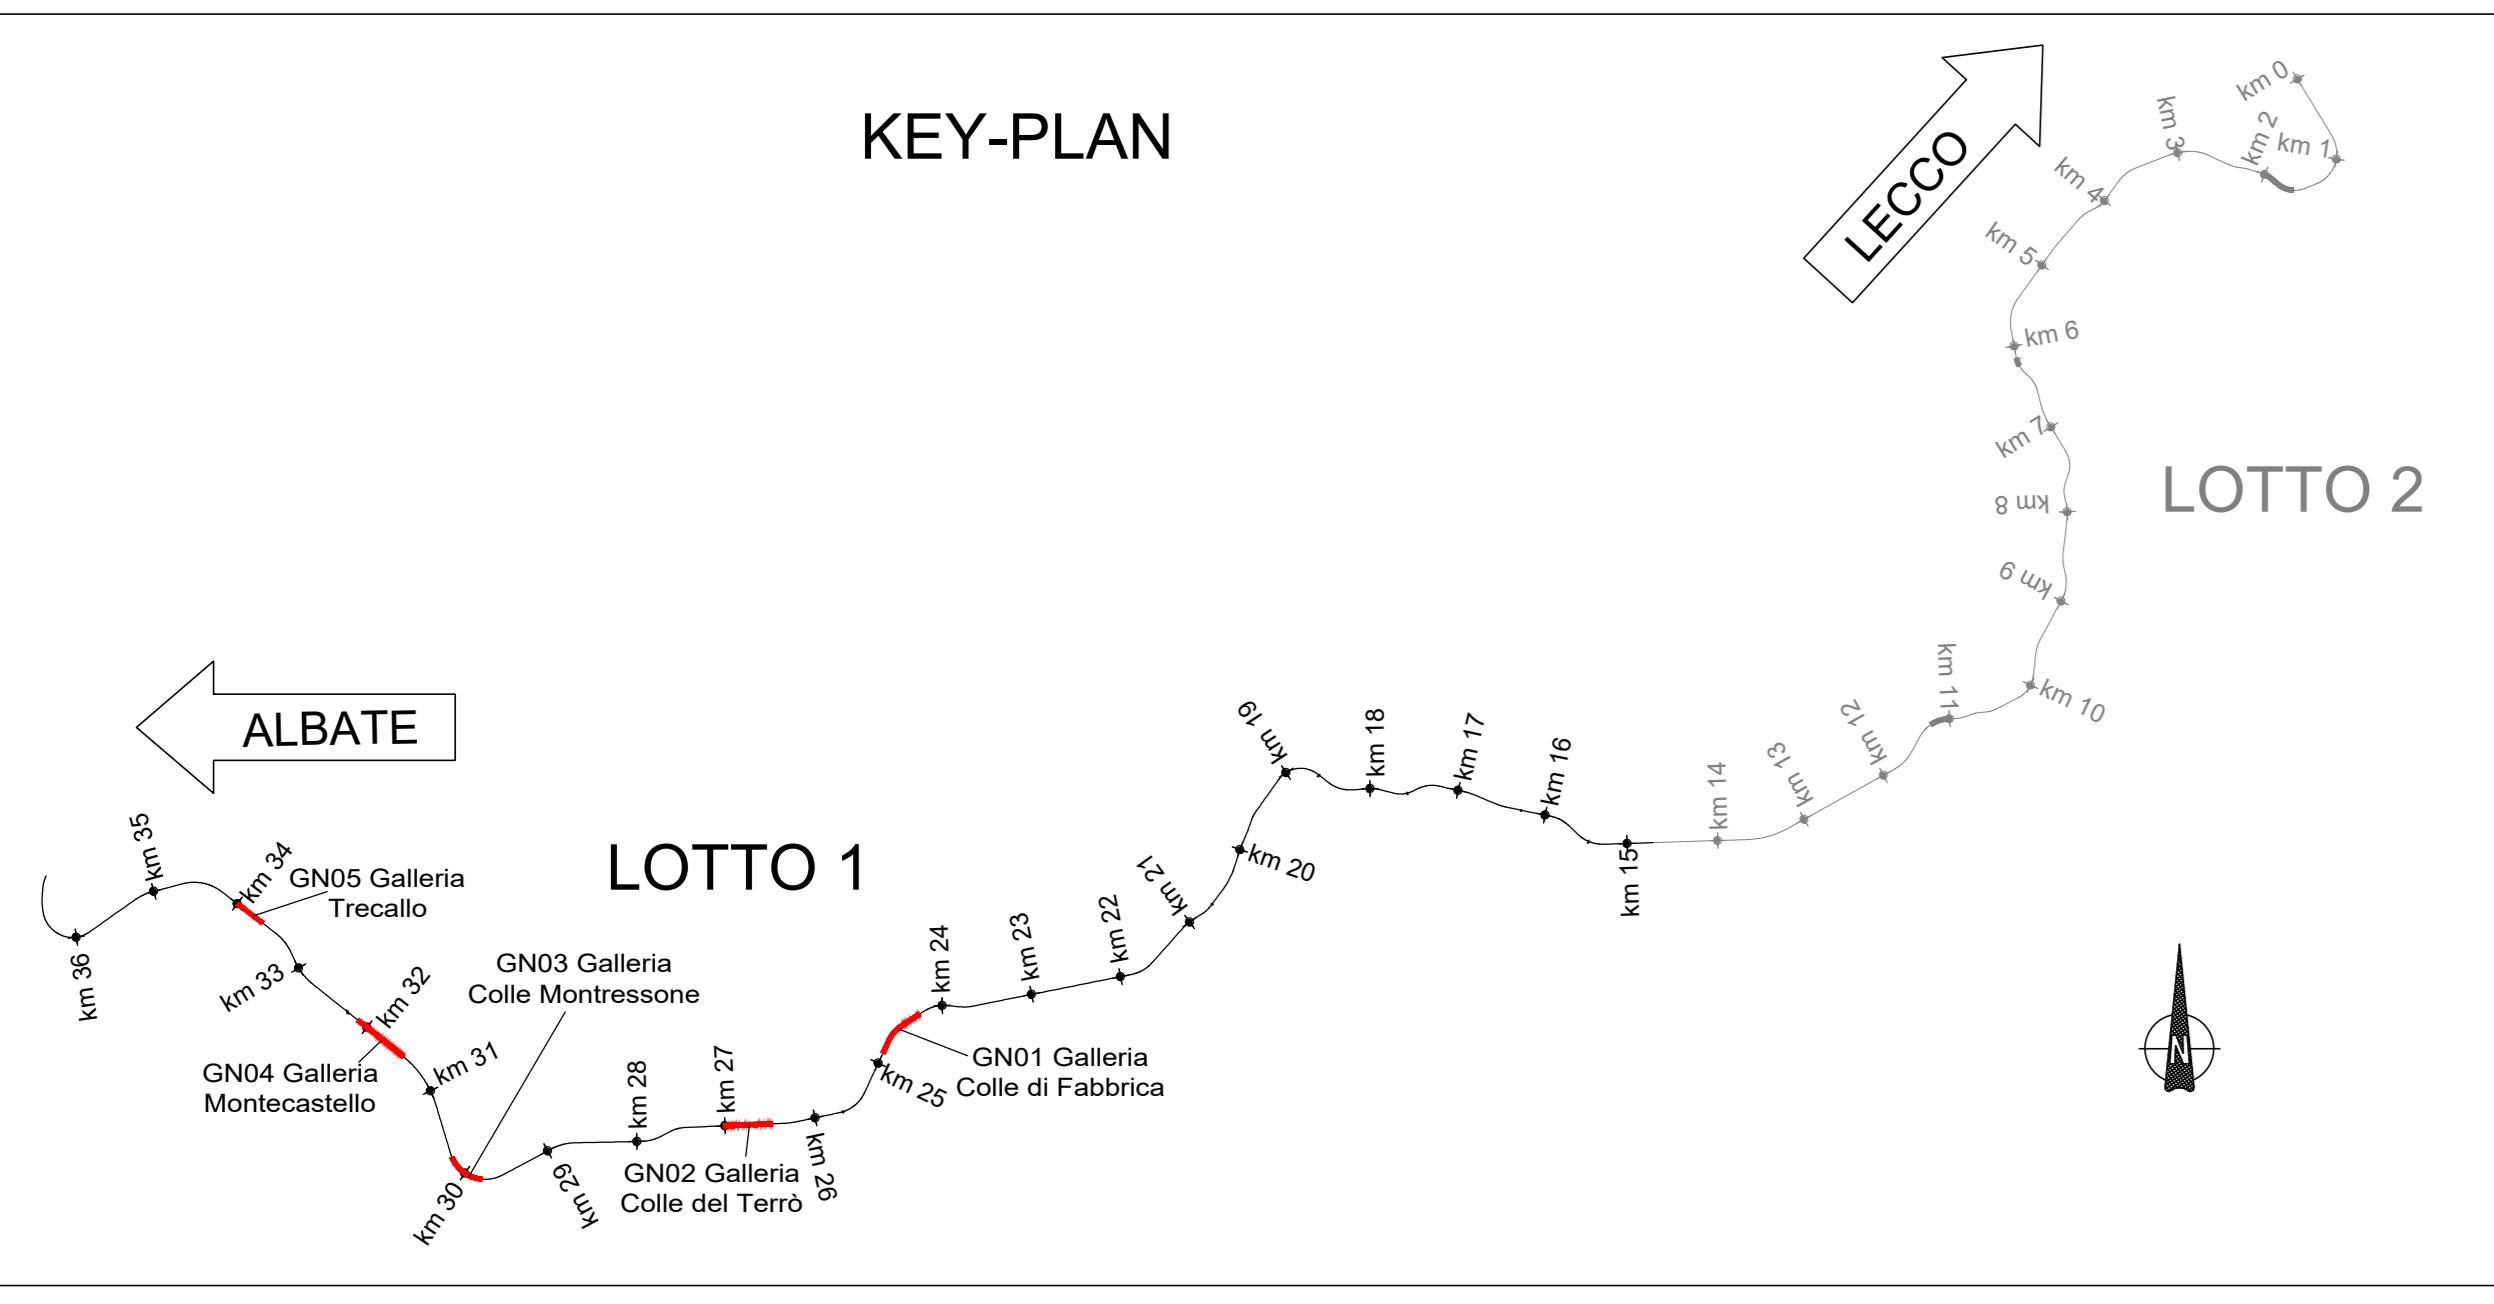 KEY-PLAN
LECCO
km 0
km 1
km 2
km 3
km 4
km 5
km 6
km 7
km 8
km 9
km 10
km 11
km 12
km 13
km 14
LOTTO 2
ALBATE
LOTTO 1
km 15
km 16
km 17
km 18
km 19
km 20
km 21
km 22
km 23
km 24
GN01 Galleria
Colle di Fabbrica
km 25
km 26
GN02 Galleria
Colle del Terrò
km 27
km 28
km 29
GN03 Galleria
Colle Montressone
km 30
km 31
GN04 Galleria
Montecastello
km 32
km 33
GN05 Galleria
Trecallo
km 34
km 35
km 36
N